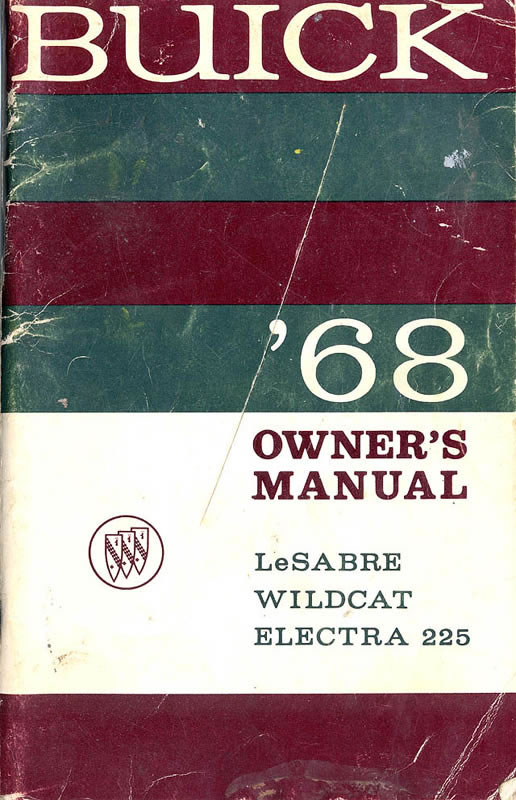 BUICK
'68
OWNER'S
MANUAL
LeSABRE
WILDCAT
ELECTRA 225